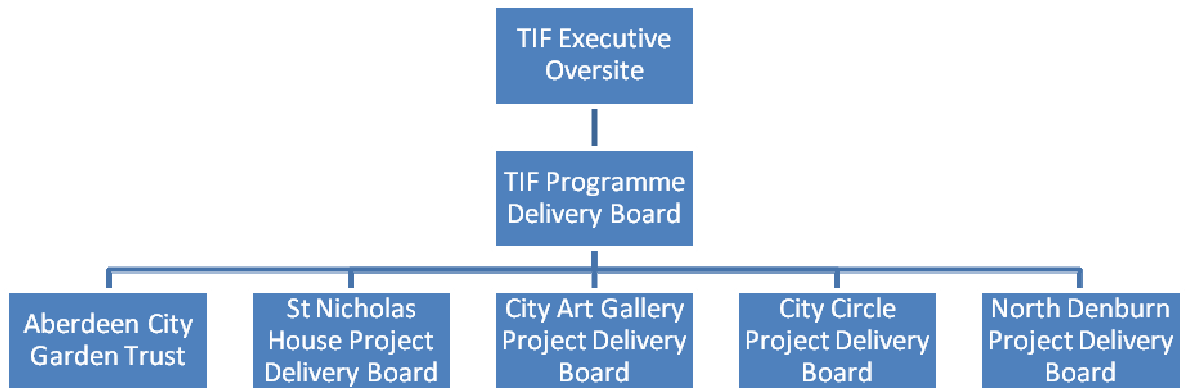 TIF Executive
Oversite
TIF Programme
Delivery Board
Aberdeen City
Garden Trust
St Nicholas
House Project
Delivery Board
City Art Gallery
Project Delivery
Board
City Circle
Project Delivery
Board
North Denburn
Project Delivery
Board